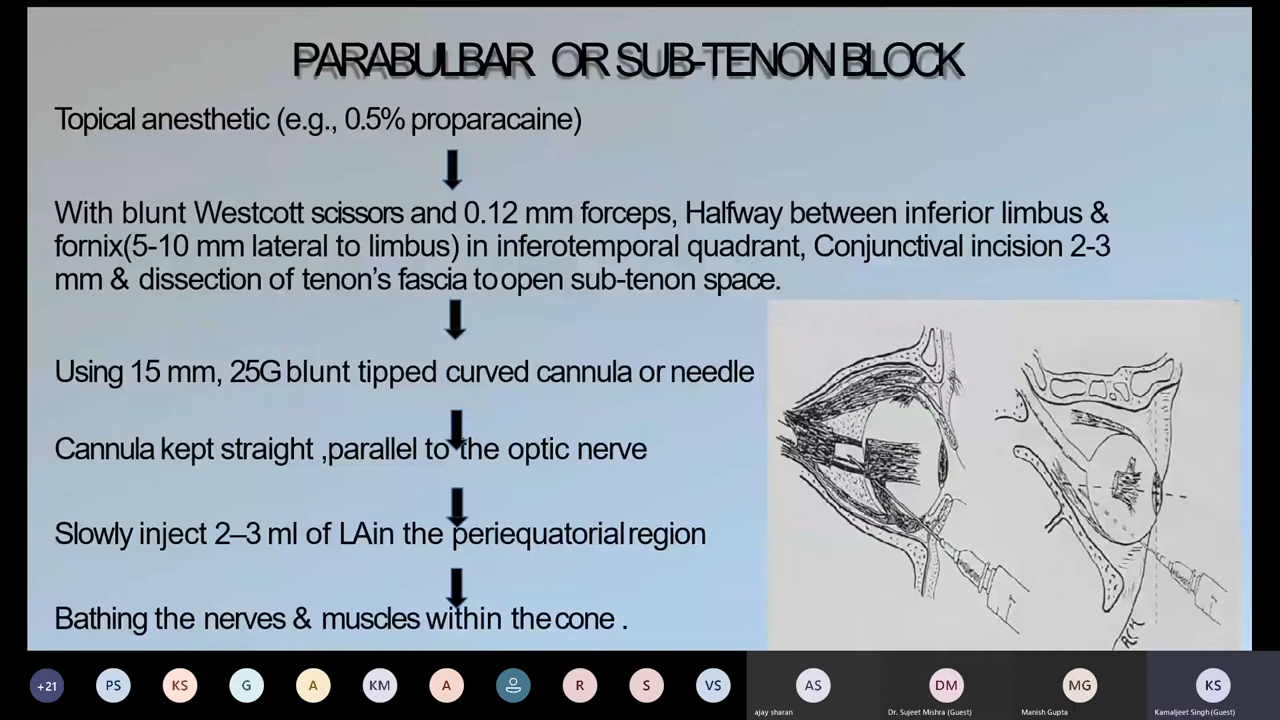 PARABULBAR OR SUB-TENON BLOCK
Topical anesthetic (e.g., 0.5% proparacaine)
With blunt Westcott scissors and 0.12 mm forceps, Halfway between inferior limbus &
fornix(5-10 mm lateral to limbus) in inferotemporal quadrant, Conjunctival incision 2-3
mm & dissection of tenon's fascia to open sub-tenon space.
Using 15 mm, 25G blunt tipped curved cannula or needle
Cannula kept straight ,parallel to the optic nerve
Slowly inject 2–3 ml of LA in the periequatorial region
Bathing the nerves & muscles within the cone .
+21
PS
KS
G
A
KM
A
R
S
VS
AS
DM
MG
KS
ajay sharan
Dr. Sujeet Mishra (Guest)
Manish Gupta
Kamaljeet Singh (Guest)